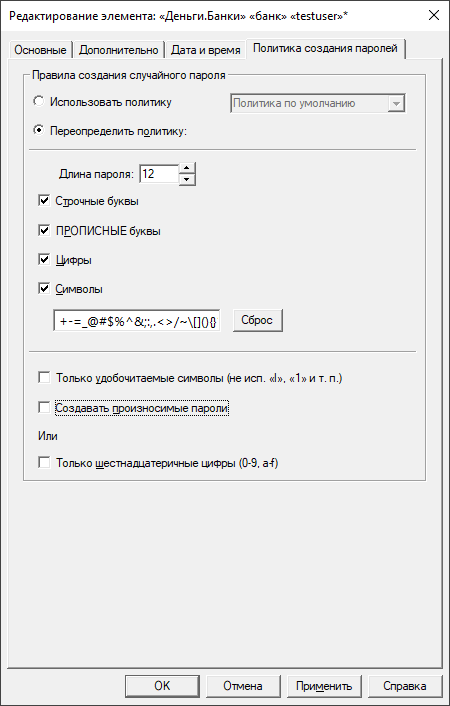 Редактирование элемента: «Деньги.Банки» «банк» «testuser»*
Основные Дополнительно Дата и время Политика создания паролей
Правила создания случайного пароля
Использовать политику Политика по умолчанию
Переопределить политику:
Длина пароля: 12
Строчные буквы
ПРОПИСНЫЕ буквы
Цифры
Символы
+-=_@#$%^&;:,.<>/~\[](){} Сброс
Только удобочитаемые символы (не исп. «l», «1» и т. п.)
Создавать произносимые пароли
Или
Только шестнадцатеричные цифры (0-9, a-f)
OK Отмена Применить Справка